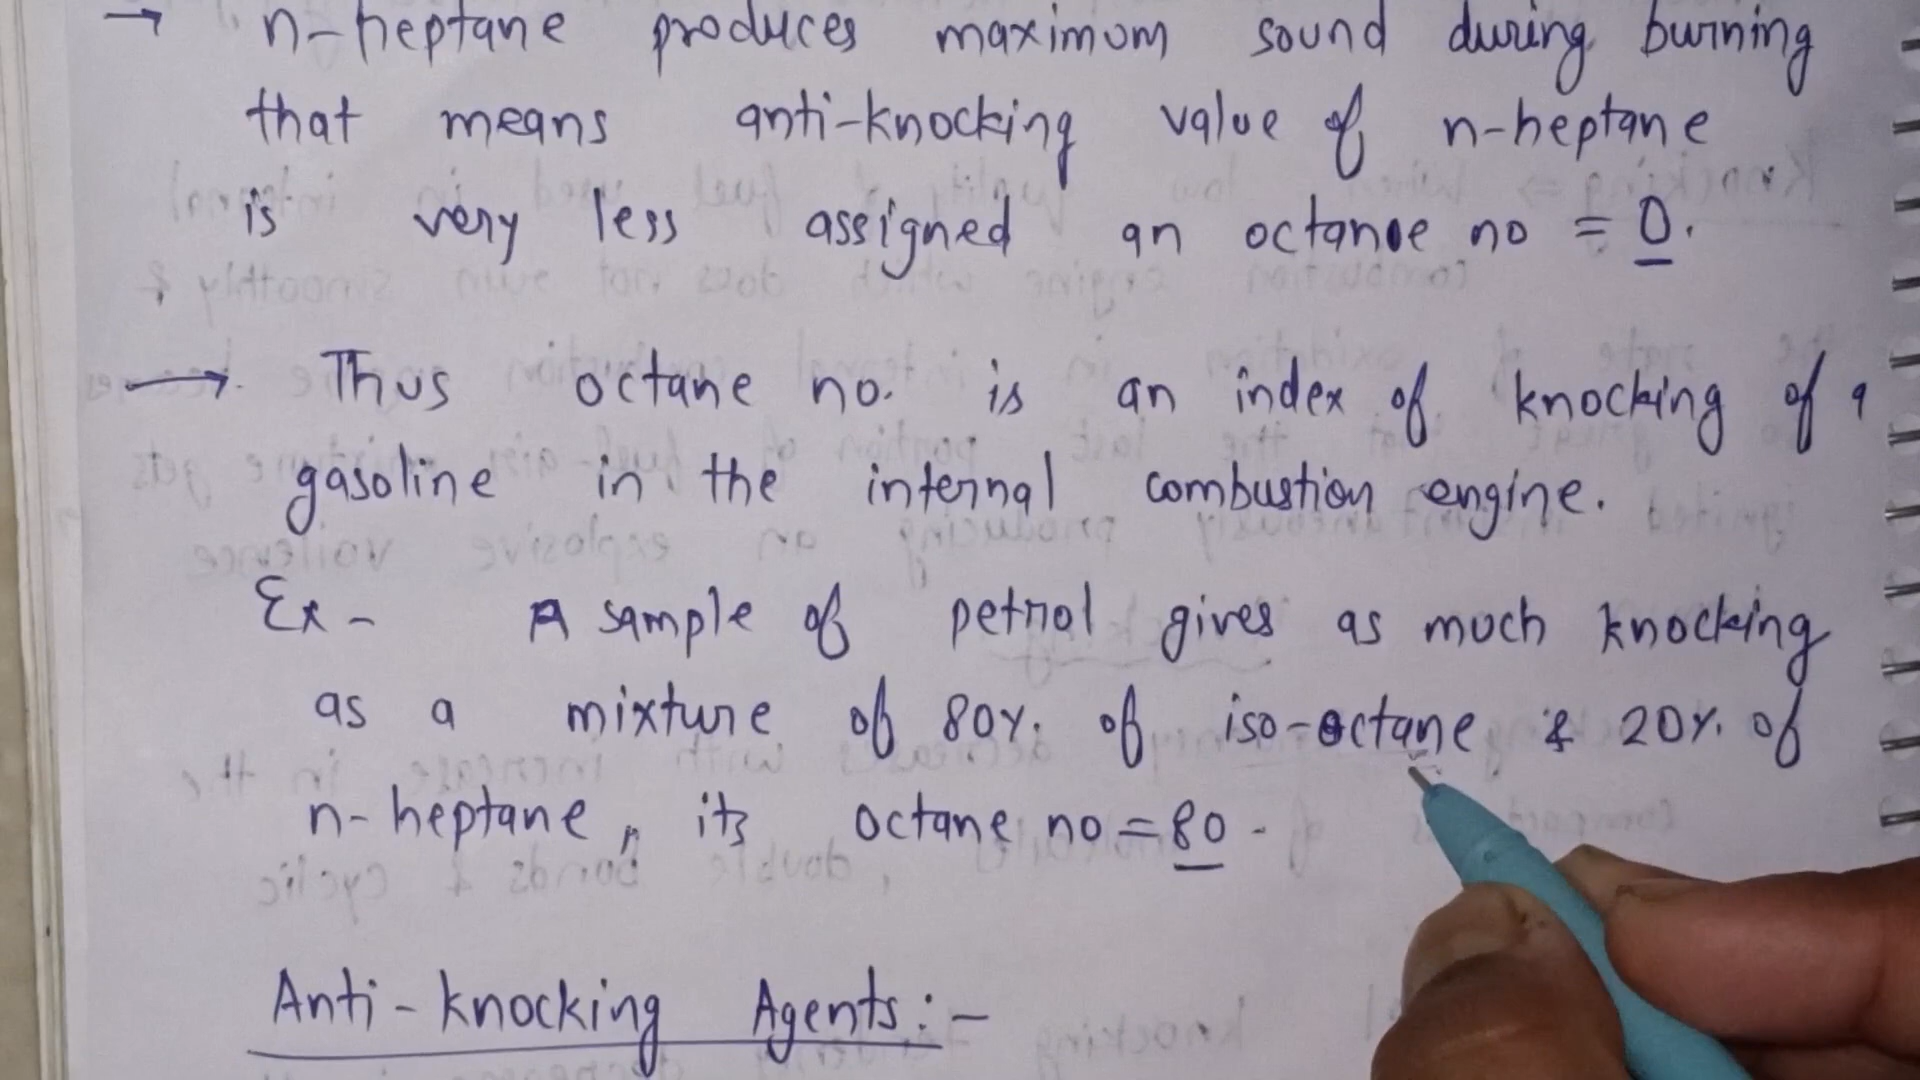 → n-heptane produces maximum sound during burning
that means anti-knocking value of n-heptane
is very less assigned an octane no = 0.
→ Thus octane no. is an index of knocking of a
gasoline in the internal combustion engine.
Ex - A sample of petrol gives as much knocking
as a mixture of 80% of iso-octane & 20% of
n-heptane, its octane no = 80.
Anti-knocking Agents:-